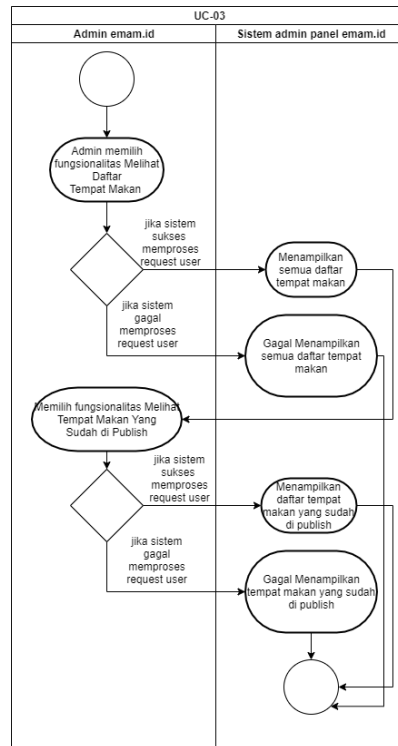 UC-03
Admin emam.id
Sistem admin panel emam.id
Admin memilih
fungsionalitas Melihat
Daftar
Tempat Makan
jika sistem
sukses
memproses
request user
Menampilkan
semua daftar
tempat makan
jika sistem
gagal
memproses
request user
Gagal Menampilkan
semua daftar tempat
makan
Memilih fungsionalitas Melihat
Tempat Makan Yang
Sudah di Publish
jika sistem
sukses
memproses
request user
Menampilkan
daftar tempat
makan yang sudah
di publish
jika sistem
gagal
memproses
request user
Gagal Menampilkan
tempat makan yang sudah
di publish